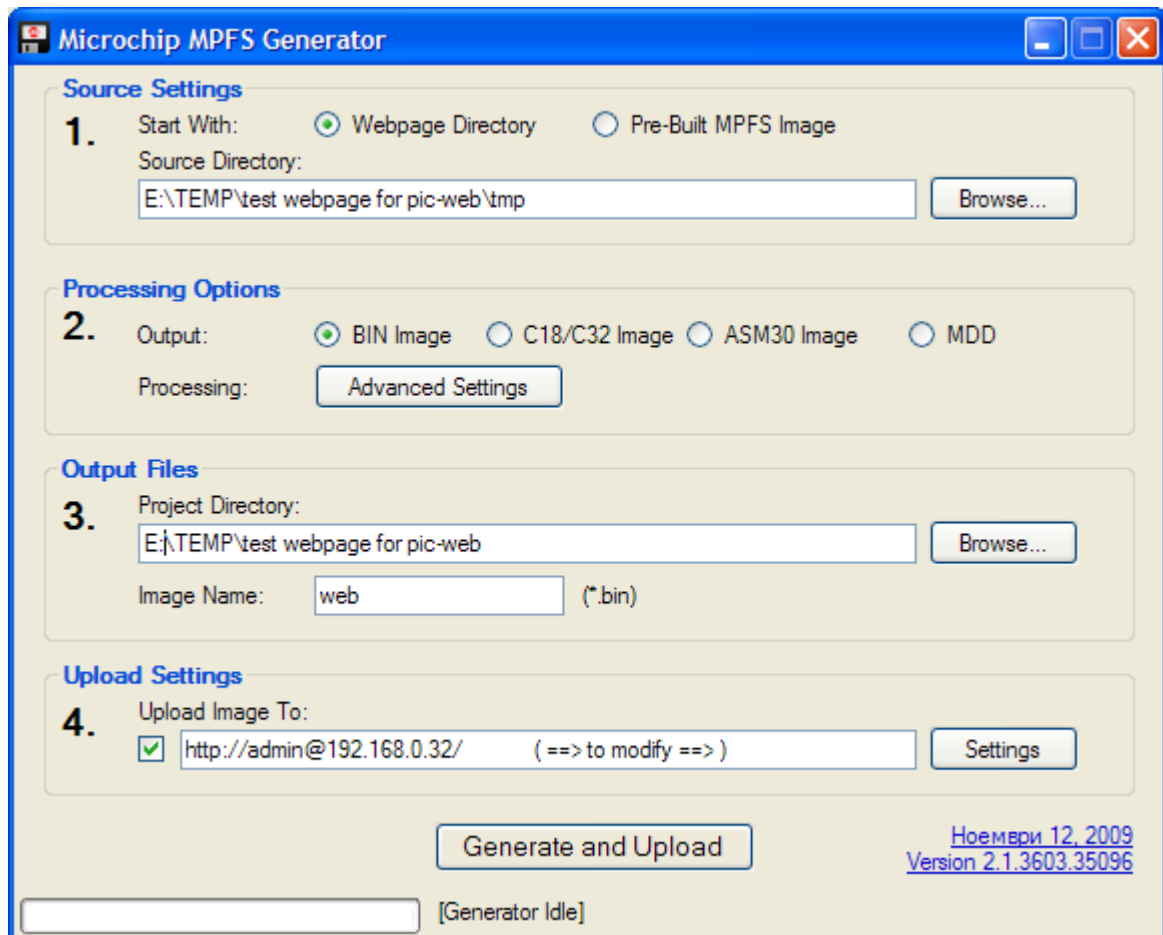 Microchip MPFS Generator
Source Settings
1.
Start With: Webpage Directory Pre-Built MPFS Image
Source Directory:
E:\TEMP\test webpage for pic-web\tmp Browse...
Processing Options
2.
Output: BIN Image C18/C32 Image ASM30 Image MDD
Processing: Advanced Settings
Output Files
3.
Project Directory:
E:\TEMP\test webpage for pic-web Browse...
Image Name: web (*.bin)
Upload Settings
4.
Upload Image To:
http://admin@192.168.0.32/ ( ==> to modify ==> ) Settings
Generate and Upload
Ноември 12, 2009
Version 2.1.3603.35096
[Generator Idle]